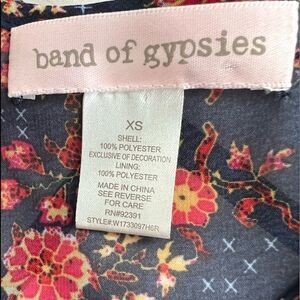 band of gypsies
XS
SHELL:
100% POLYESTER
EXCLUSIVE OF DECORATION
LINING:
100% POLYESTER
MADE IN CHINA
SEE REVERSE
FOR CARE
RN#92391
STYLE#:W1733097H6R